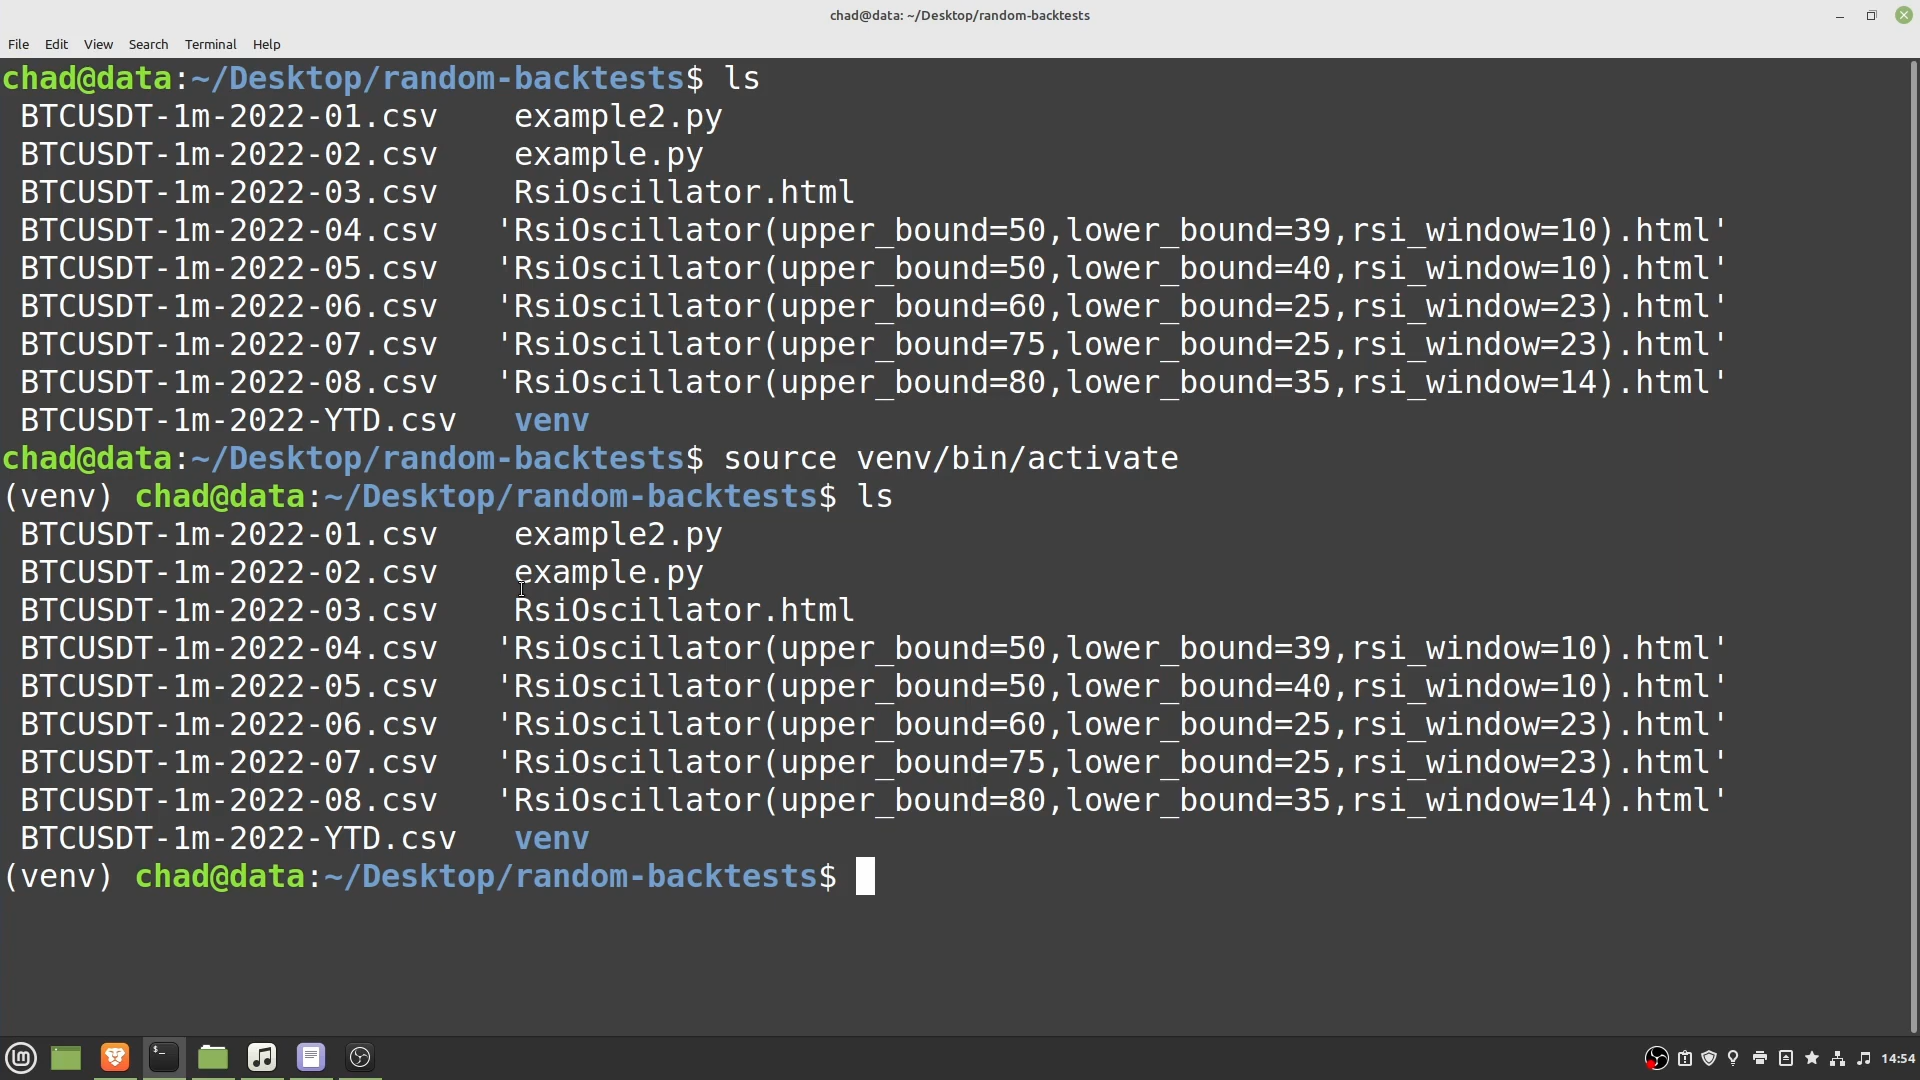 chad@data: ~/Desktop/random-backtests
File Edit View Search Terminal Help
chad@data:~/Desktop/random-backtests$ ls
BTCUSDT-1m-2022-01.csv example2.py
BTCUSDT-1m-2022-02.csv example.py
BTCUSDT-1m-2022-03.csv RsiOscillator.html
BTCUSDT-1m-2022-04.csv 'RsiOscillator(upper_bound=50,lower_bound=39,rsi_window=10).html'
BTCUSDT-1m-2022-05.csv 'RsiOscillator(upper_bound=50,lower_bound=40,rsi_window=10).html'
BTCUSDT-1m-2022-06.csv 'RsiOscillator(upper_bound=60,lower_bound=25,rsi_window=23).html'
BTCUSDT-1m-2022-07.csv 'RsiOscillator(upper_bound=75,lower_bound=25,rsi_window=23).html'
BTCUSDT-1m-2022-08.csv 'RsiOscillator(upper_bound=80,lower_bound=35,rsi_window=14).html'
BTCUSDT-1m-2022-YTD.csv venv
chad@data:~/Desktop/random-backtests$ source venv/bin/activate
(venv) chad@data:~/Desktop/random-backtests$ ls
BTCUSDT-1m-2022-01.csv example2.py
BTCUSDT-1m-2022-02.csv example.py
BTCUSDT-1m-2022-03.csv RsiOscillator.html
BTCUSDT-1m-2022-04.csv 'RsiOscillator(upper_bound=50,lower_bound=39,rsi_window=10).html'
BTCUSDT-1m-2022-05.csv 'RsiOscillator(upper_bound=50,lower_bound=40,rsi_window=10).html'
BTCUSDT-1m-2022-06.csv 'RsiOscillator(upper_bound=60,lower_bound=25,rsi_window=23).html'
BTCUSDT-1m-2022-07.csv 'RsiOscillator(upper_bound=75,lower_bound=25,rsi_window=23).html'
BTCUSDT-1m-2022-08.csv 'RsiOscillator(upper_bound=80,lower_bound=35,rsi_window=14).html'
BTCUSDT-1m-2022-YTD.csv venv
(venv) chad@data:~/Desktop/random-backtests$
14:54